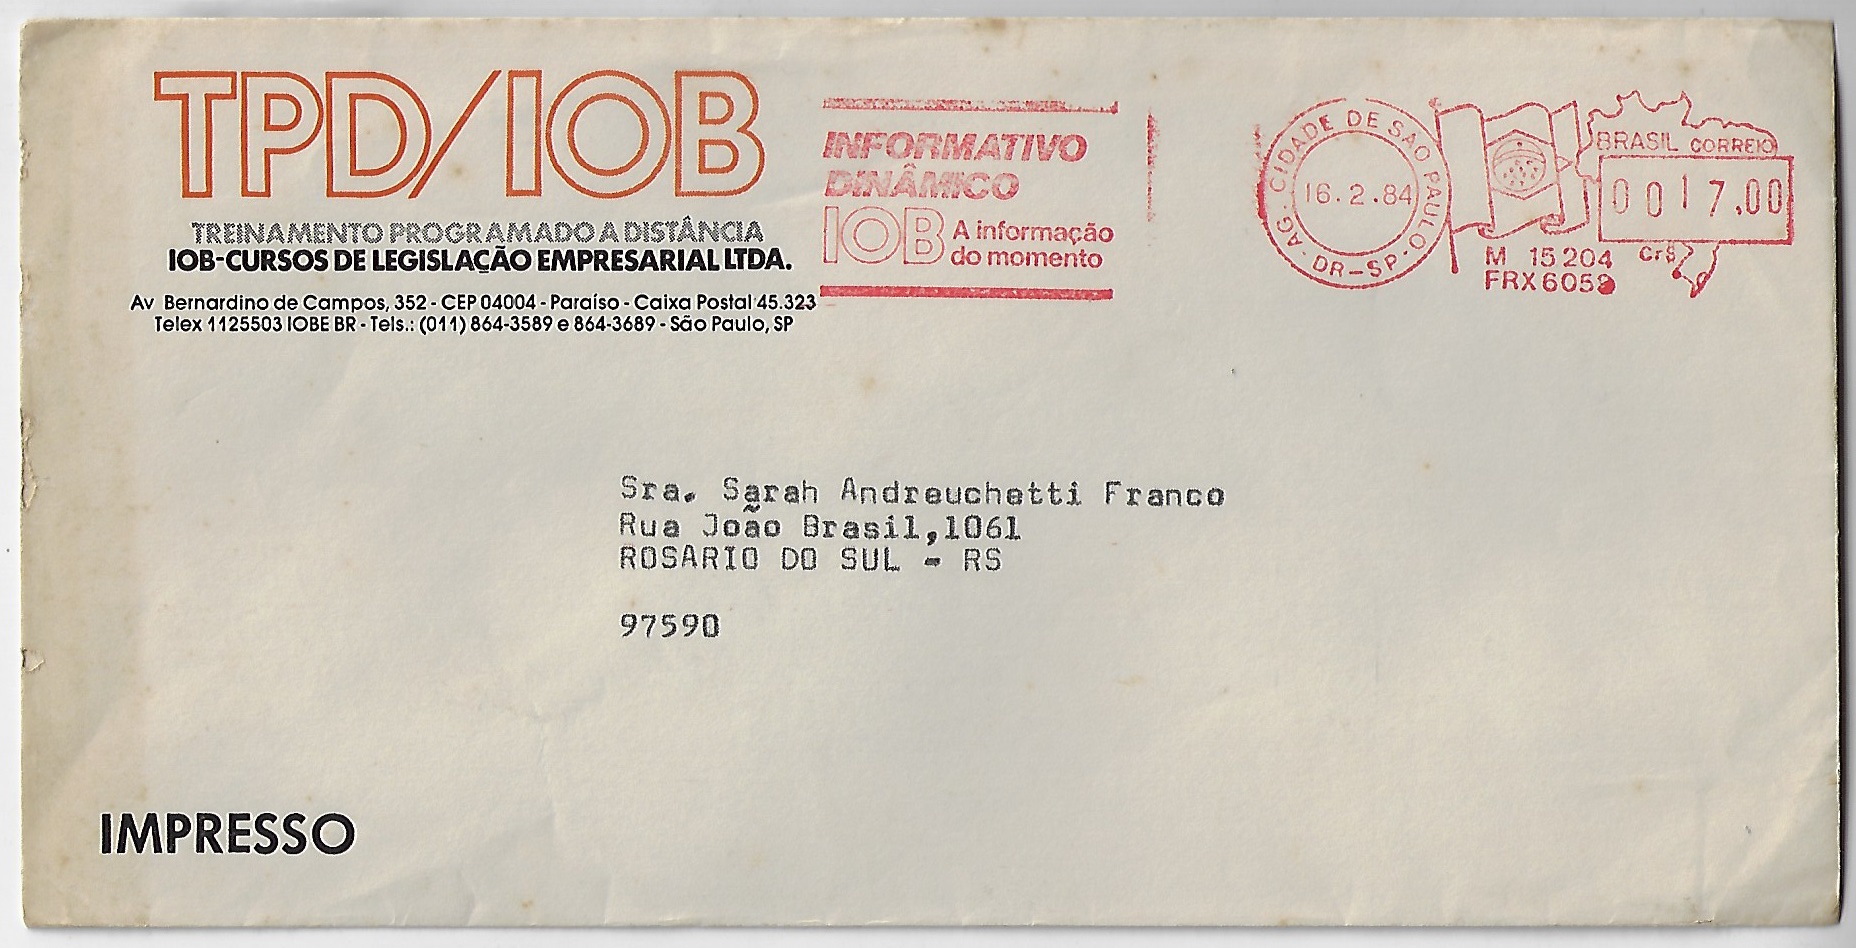 TPD/IOB
TREINAMENTO PROGRAMADO A DISTÂNCIA
IOB-CURSOS DE LEGISLAÇÃO EMPRESARIAL LTDA.
Av Bernardino de Campos, 352 - CEP 04004 - Paraíso - Caixa Postal 45.323
Telex 1125503 IOBE BR - Tels.: (011) 864-3589 e 864-3689 - São Paulo, SP
INFORMATIVO
DINÂMICO
IOB A informação
do momento
AG. CIDADE DE SAO PAULO
DR-SP
16.2.84
BRASIL CORREIO
0017,00
M 15204 Cr$
Sra. Sarah Andreuchetti Franco
Rua João Brasil,1061
ROSARIO DO SUL - RS
97590
IMPRESSO